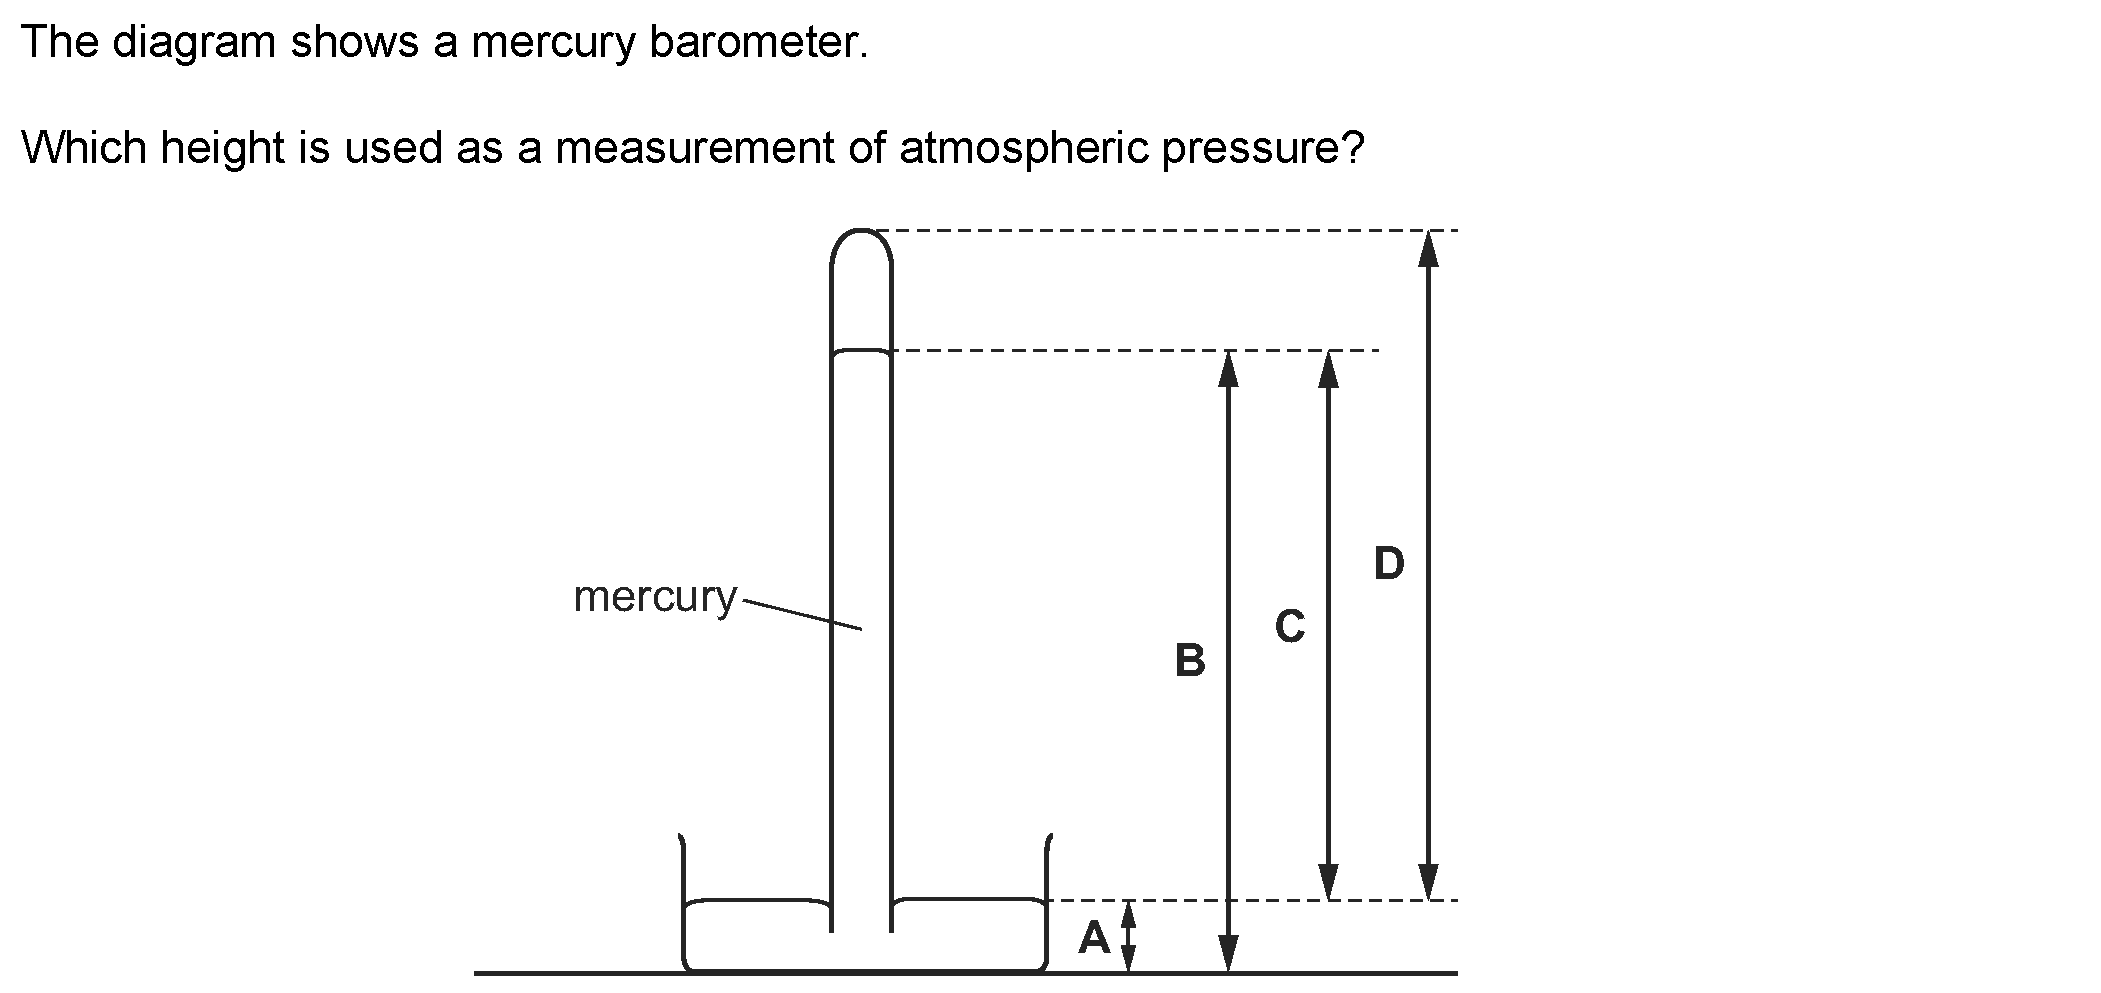 The diagram shows a mercury barometer.
Which height is used as a measurement of atmospheric pressure?
D
mercury
C
B
A